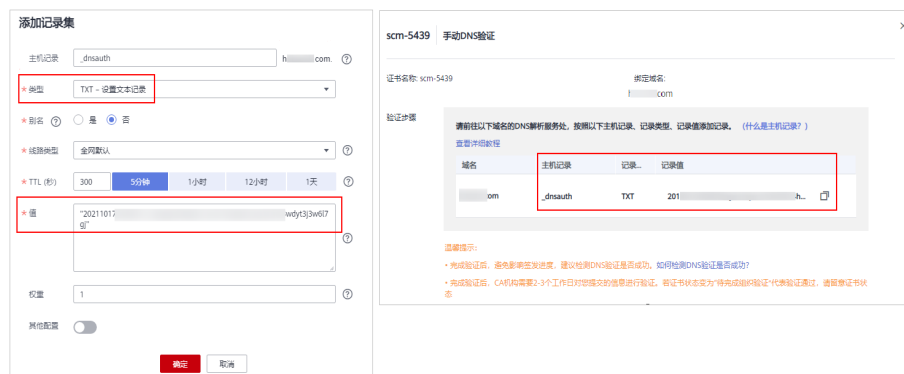 添加记录集
主机记录 _dnsauth h com.
* 类型 TXT – 设置文本记录
* 别名 是 否
* 线路类型 全网默认
* TTL (秒) 300 5分钟 1小时 12小时 1天
* 值 "20211017 wdyt3j3w6l7
gj"
权重 1
其他配置
确定 取消
scm-5439 手动DNS验证
证书名称: scm-5439 绑定域名:
com
验证步骤
请前往以下域名的DNS解析服务处，按照以下主机记录、记录类型、记录值添加记录。 (什么是主机记录？)
查看详细教程
域名 主机记录 记录... 记录值
om _dnsauth TXT 201 h...
温馨提示:
• 完成验证后，避免影响签发进度，建议检测DNS验证是否成功。如何检测DNS验证是否成功?
• 完成验证后，CA机构需要2-3个工作日对您提交的信息进行验证。若证书状态变为“待完成组织验证”代表验证通过，请留意证书状
态